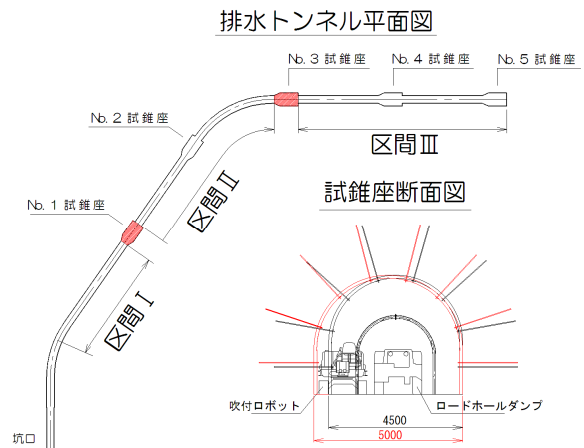 排水トンネル平面図
No. 3 試錐座
No. 4 試錐座
No. 5 試錐座
No. 2 試錐座
区間Ⅲ
区間Ⅱ
試錐座断面図
No. 1 試錐座
区間Ⅰ
吹付ロボット
ロードホールダンプ
4500
5000
坑口